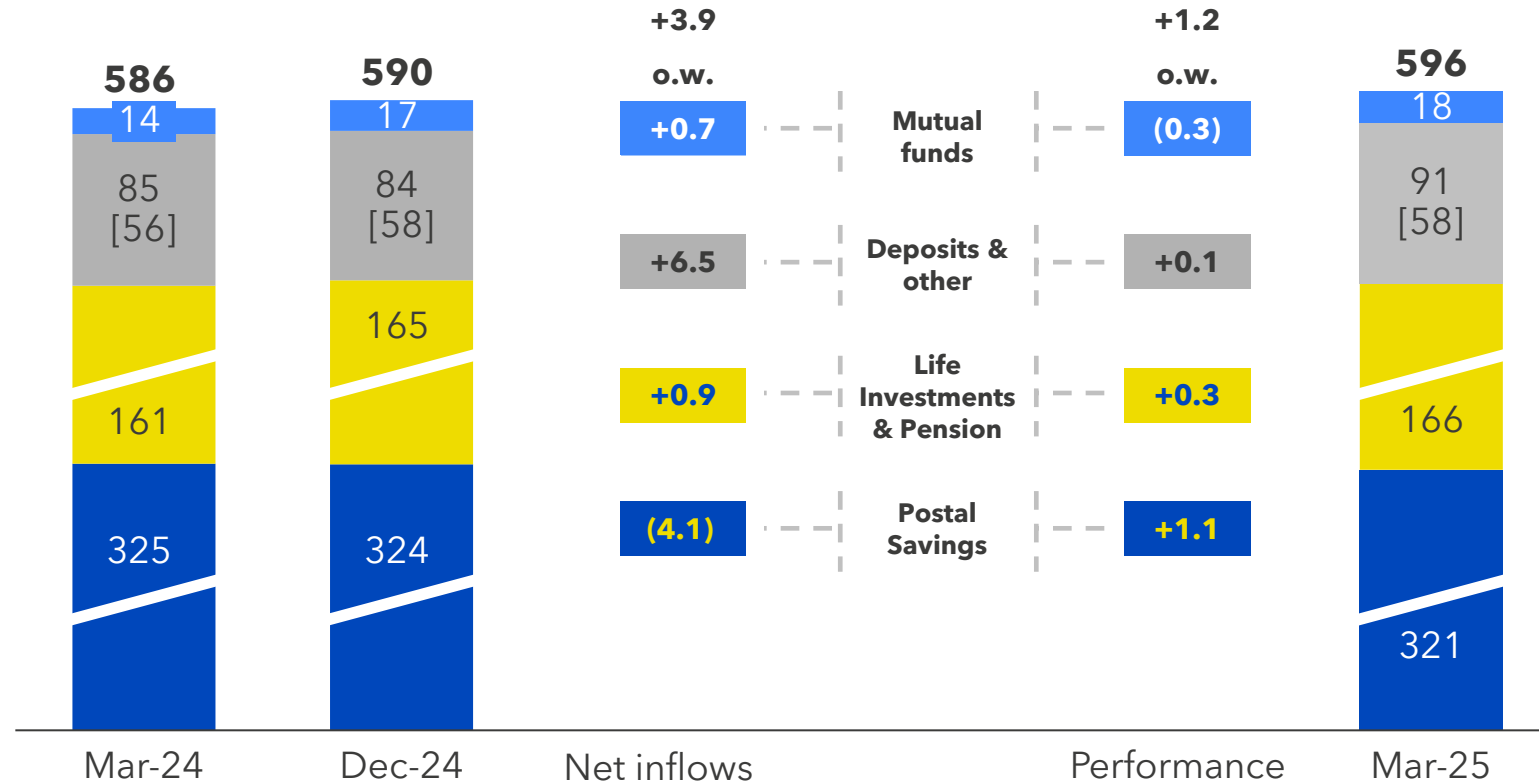 +3.9
+1.2
586
590
o.w.
o.w.
596
14
17
+0.7
Mutual
funds
(0.3)
18
85
[56]
84
[58]
+6.5
Deposits &
other
+0.1
91
[58]
161
165
+0.9
Life
Investments
& Pension
+0.3
166
325
324
(4.1)
Postal
Savings
+1.1
321
Mar-24
Dec-24
Net inflows
Performance
Mar-25